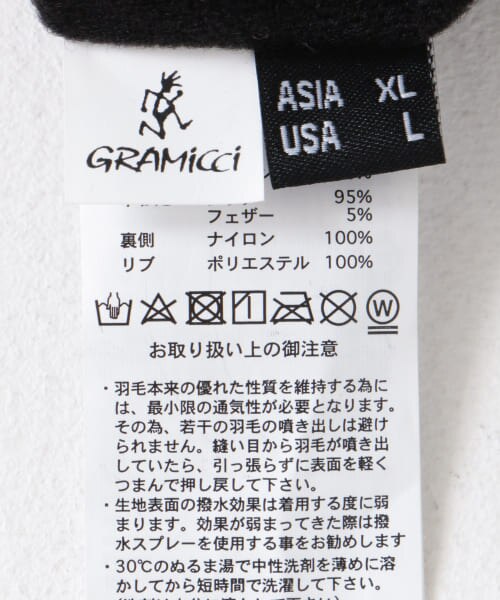 GRAMiCCi
ASIA XL
USA L
95%
フェザー 5%
裏側 ナイロン 100%
リブ ポリエステル 100%
W
お取り扱い上の御注意
・羽毛本来の優れた性質を維持する為に
は、最小限の通気性が必要となります。
その為、若干の羽毛の噴き出しは避け
られません。縫い目から羽毛が噴き出
していたら、引っ張らずに表面を軽く
つまんで押し戻して下さい。
・生地表面の撥水効果は着用する度に弱
まります。効果が弱まってきた際は撥
水スプレーを使用する事をお勧めします
・30℃のぬるま湯で中性洗剤を薄めに溶
かしてから短時間で洗濯して下さい。